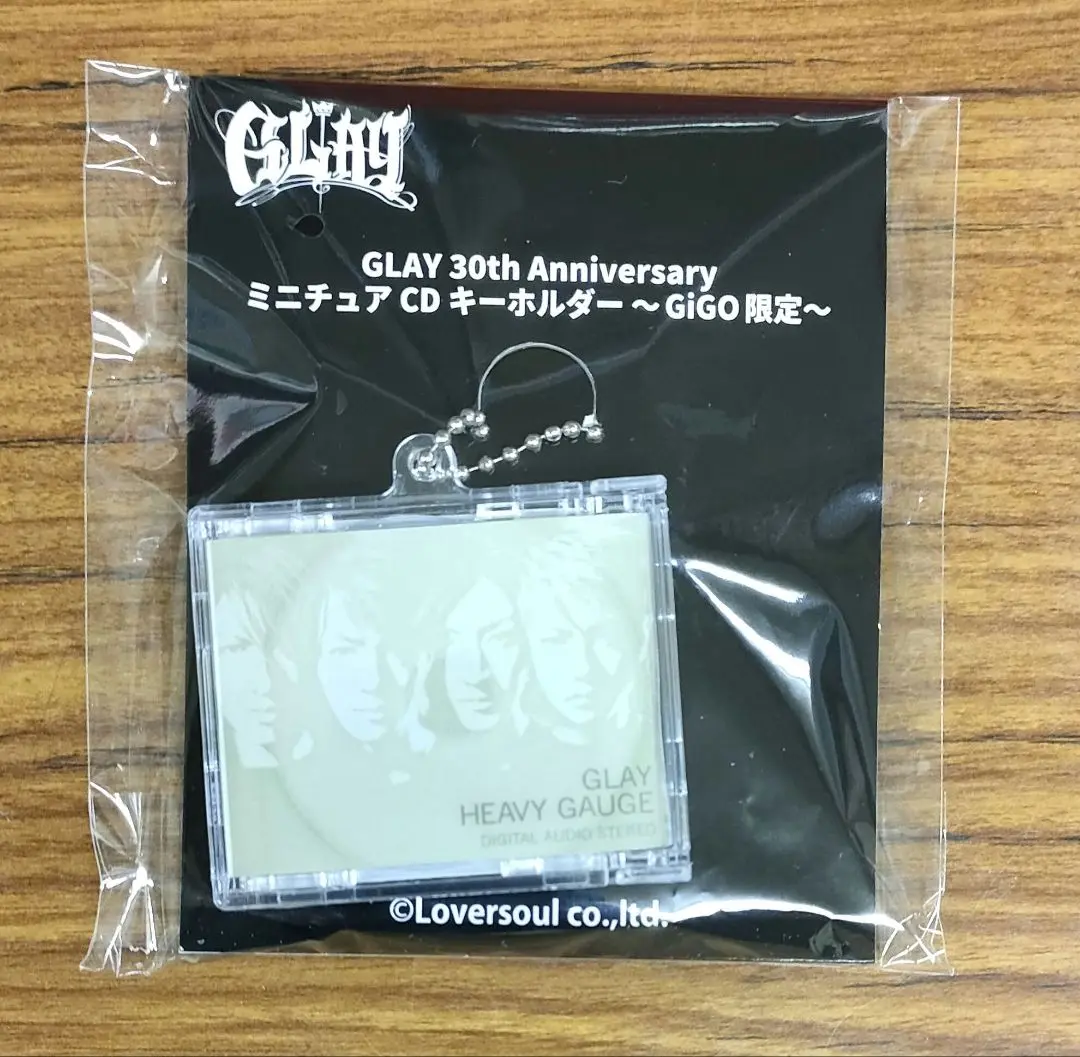 GLAY
GLAY 30th Anniversary
ミニチュア CD キーホルダー ～ GiGO 限定～
GLAY
HEAVY GAUGE
DIGITAL AUDIO STEREO
©Loversoul co.,ltd.